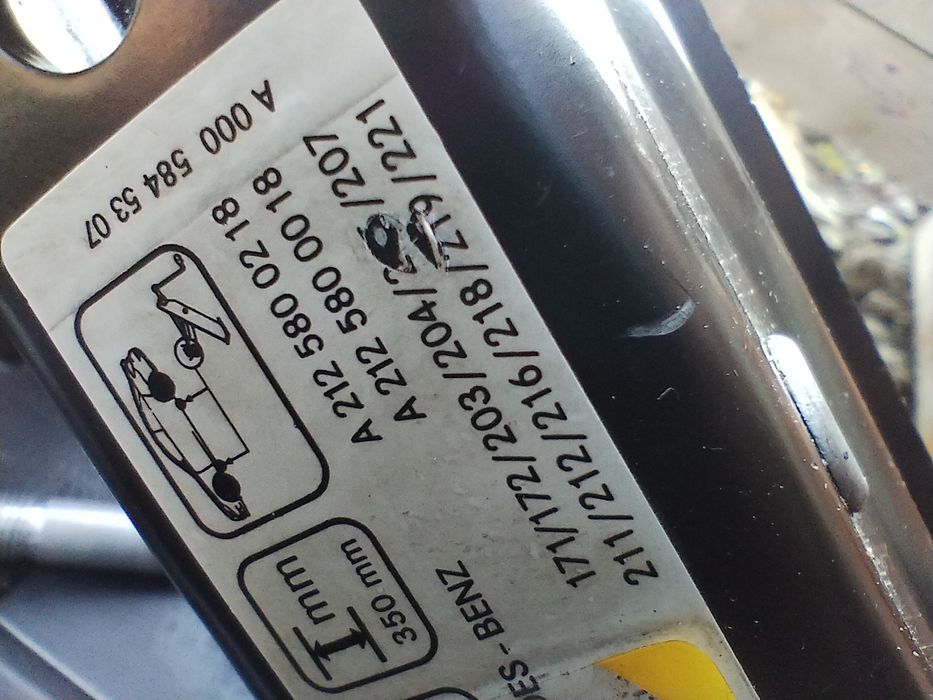 A 000 584 53 07
A 212 580 02 18
A 212 580 00 18
171/172/203/204/ /207
211/212/216/218/219/221
- BENZ
mm
350 mm